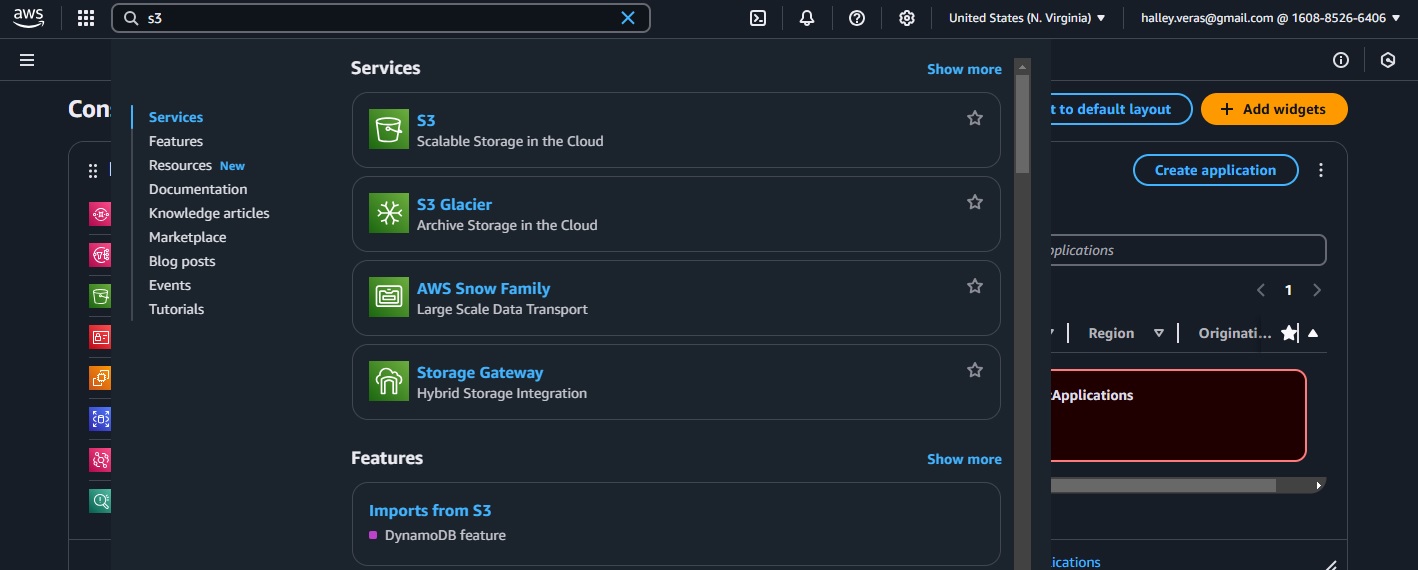 aws
s3
United States (N. Virginia)
halley.veras@gmail.com @ 1608-8526-6406
Con
t to default layout
Add widgets
Services
Features
Resources New
Documentation
Knowledge articles
Marketplace
Blog posts
Events
Tutorials
Services
Show more
S3
Scalable Storage in the Cloud
S3 Glacier
Archive Storage in the Cloud
AWS Snow Family
Large Scale Data Transport
Storage Gateway
Hybrid Storage Integration
Features
Show more
Imports from S3
DynamoDB feature
Create application
pplications
1
Region
Originati...
Applications
ications